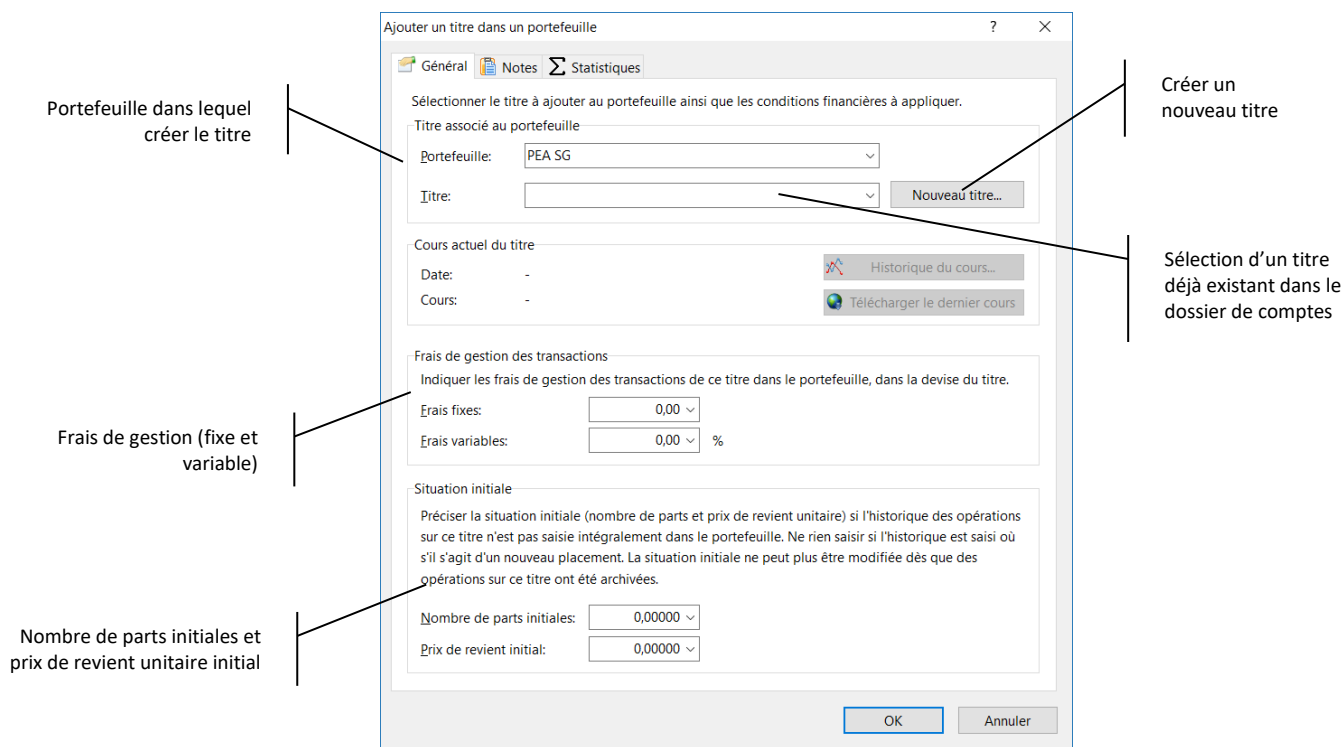 Ajouter un titre dans un portefeuille
?
Général
Notes
Statistiques
Sélectionner le titre à ajouter au portefeuille ainsi que les conditions financières à appliquer.
Titre associé au portefeuille
Portefeuille: PEA SG
Titre:
Nouveau titre...
Cours actuel du titre
Date: -
Historique du cours...
Cours: -
Télécharger le dernier cours
Frais de gestion des transactions
Indiquer les frais de gestion des transactions de ce titre dans le portefeuille, dans la devise du titre.
Frais fixes: 0,00
Frais variables: 0,00 %
Situation initiale
Préciser la situation initiale (nombre de parts et prix de revient unitaire) si l'historique des opérations
sur ce titre n'est pas saisie intégralement dans le portefeuille. Ne rien saisir si l'historique est saisi où
s'il s'agit d'un nouveau placement. La situation initiale ne peut plus être modifiée dès que des
opérations sur ce titre ont été archivées.
Nombre de parts initiales: 0,00000
Prix de revient initial: 0,00000
OK
Annuler
Portefeuille dans lequel
créer le titre
Frais de gestion (fixe et
variable)
Nombre de parts initiales et
prix de revient unitaire initial
Créer un
nouveau titre
Sélection d’un titre
déjà existant dans le
dossier de comptes